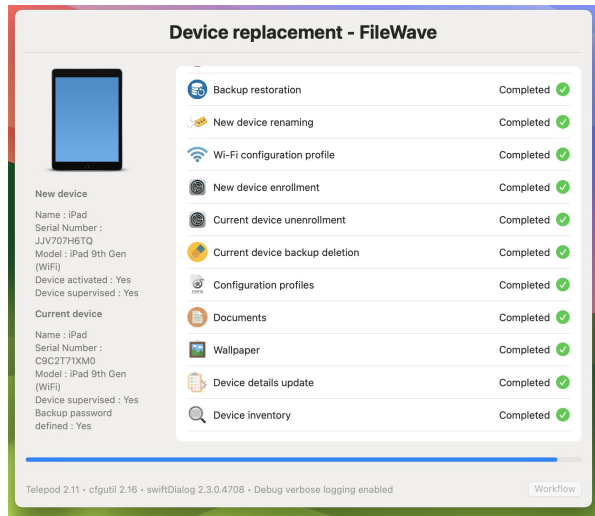 Device replacement - FileWave
Backup restoration Completed
New device renaming Completed
Wi-Fi configuration profile Completed
New device enrollment Completed
Current device unenrollment Completed
Current device backup deletion Completed
Configuration profiles Completed
Documents Completed
Wallpaper Completed
Device details update Completed
Device inventory Completed
New device
Name : iPad
Serial Number :
JJV707H6TQ
Model : iPad 9th Gen
(WiFi)
Device activated : Yes
Device supervised : Yes
Current device
Name : iPad
Serial Number :
C9C2T71XM0
Model : iPad 9th Gen
(WiFi)
Device supervised : Yes
Backup password
defined : Yes
Telepod 2.11 • cfgutil 2.16 • swiftDialog 2.3.0.4708 • Debug verbose logging enabled
Workflow